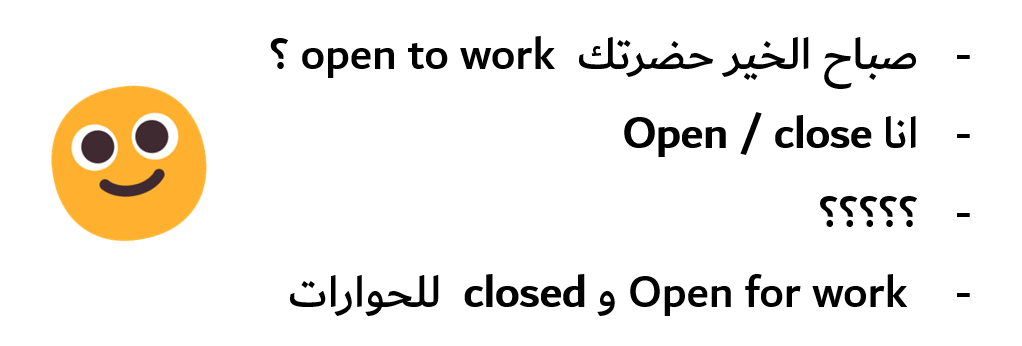 - صباح الخير حضرتك open to work ؟
- انا Open / close
- ؟؟؟؟؟
- Open for work و closed للحوارات